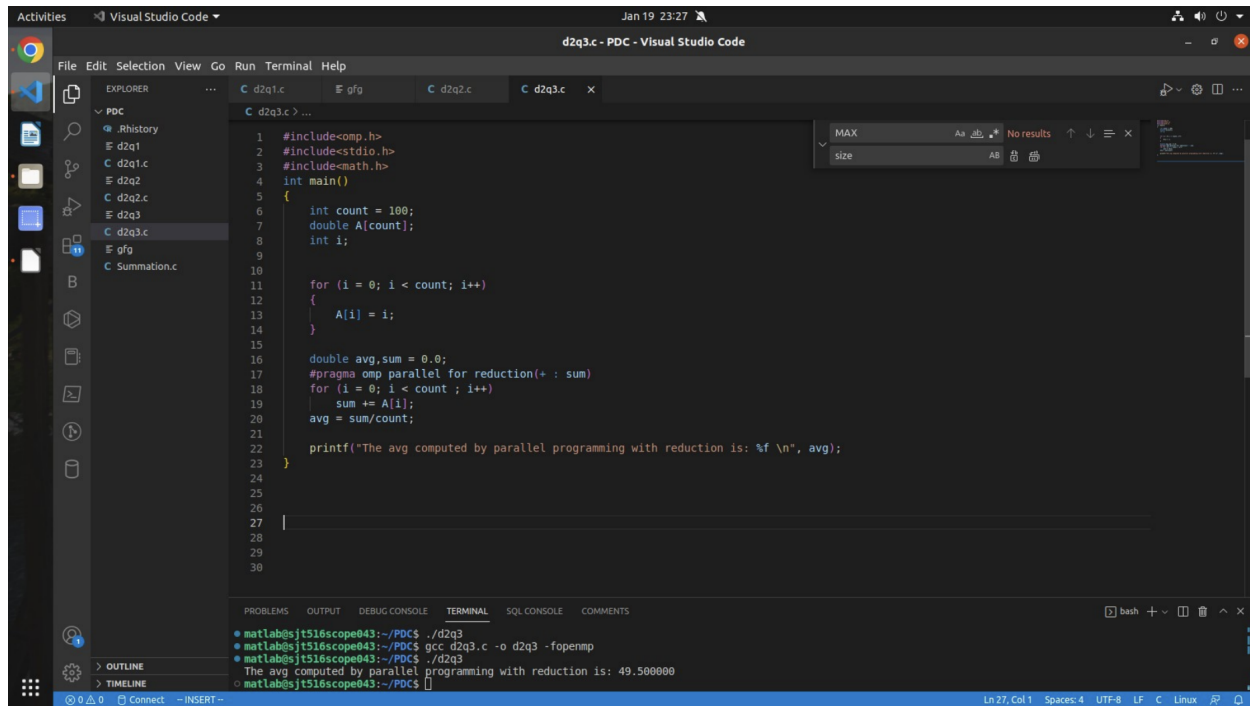 Activities Visual Studio Code Jan 19 23:27
d2q3.c - PDC - Visual Studio Code
File Edit Selection View Go Run Terminal Help
EXPLORER ...
PDC
.Rhistory
d2q1
C d2q1.c
d2q2
C d2q2.c
d2q3
C d2q3.c
gfg
C Summation.c
OUTLINE
TIMELINE
11
B
1
C d2q1.c gfg C d2q2.c C d2q3.c ×
C d2q3.c > ...
MAX Aa ab .* No results
size AB
1 #include<omp.h>
2 #include<stdio.h>
3 #include<math.h>
4 int main()
5 {
6 int count = 100;
7 double A[count];
8 int i;
9
10
11 for (i = 0; i < count; i++)
12 {
13 A[i] = i;
14 }
15
16 double avg,sum = 0.0;
17 #pragma omp parallel for reduction(+ : sum)
18 for (i = 0; i < count ; i++)
19 sum += A[i];
20 avg = sum/count;
21
22 printf("The avg computed by parallel programming with reduction is: %f \n", avg);
23 }
24
25
26
27
28
29
30
PROBLEMS OUTPUT DEBUG CONSOLE TERMINAL SQL CONSOLE COMMENTS bash
matlab@sjt516scope043:~/PDC$ ./d2q3
matlab@sjt516scope043:~/PDC$ gcc d2q3.c -o d2q3 -fopenmp
matlab@sjt516scope043:~/PDC$ ./d2q3
The avg computed by parallel programming with reduction is: 49.500000
matlab@sjt516scope043:~/PDC$
0 0 Connect -- INSERT -- Ln 27, Col 1 Spaces: 4 UTF-8 LF C Linux